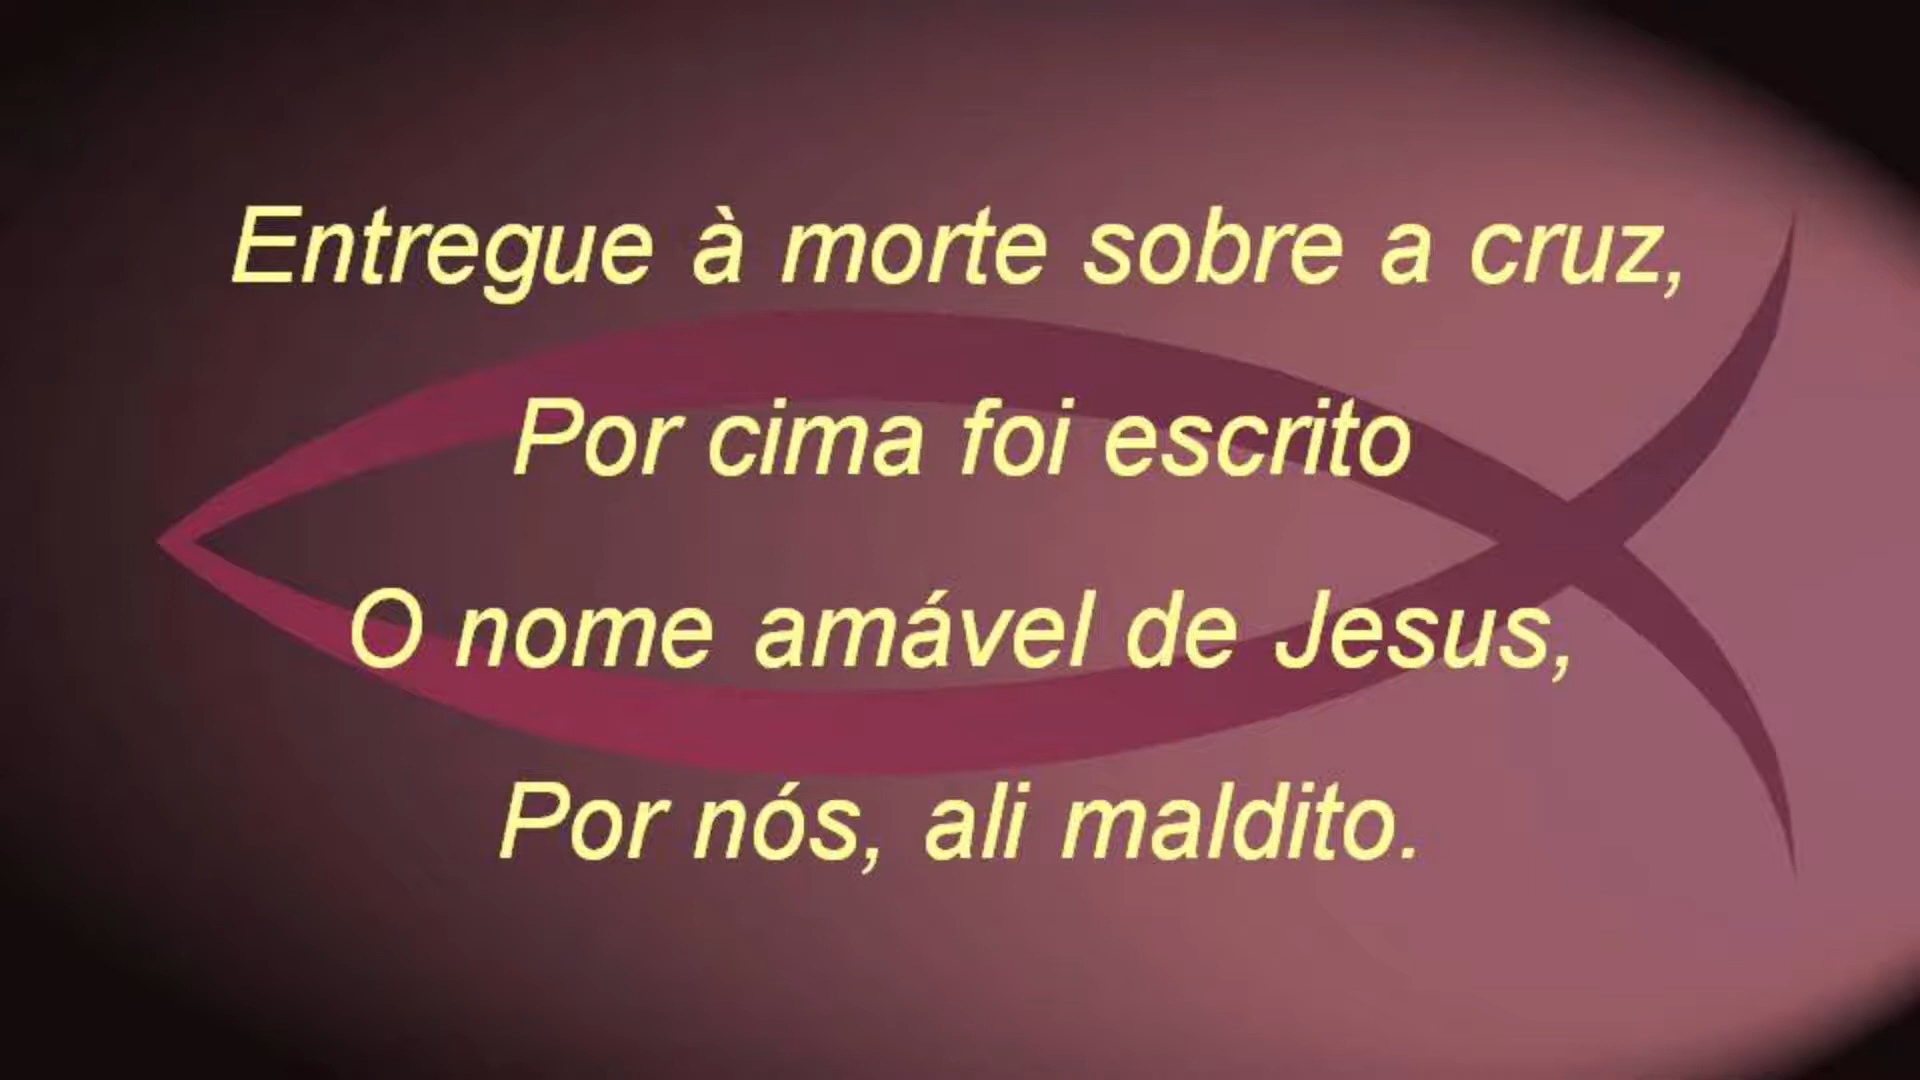 Entregue à morte sobre a cruz,
Por cima foi escrito
O nome amável de Jesus,
Por nós, ali maldito.